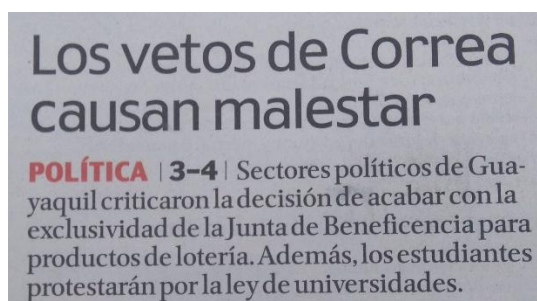 Los vetos de Correa
causan malestar
POLÍTICA | 3–4 | Sectores políticos de Gua-
yaquil criticaron la decisión de acabar con la
exclusividad de la Junta de Beneficencia para
productos de lotería. Además, los estudiantes
protestarán por la ley de universidades.